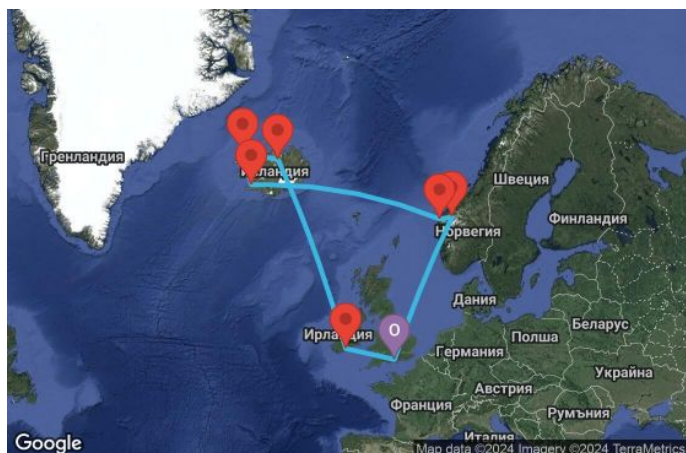 Гренландия
Исландия
Швеция
Финландия
Норвегия
Дания
Ирландия
O
Беларус
Полша
Германия
Украйна
Австрия
Франция
Румъния
Италия
Google
Map data ©2024 Imagery ©2024 TerraMetrics